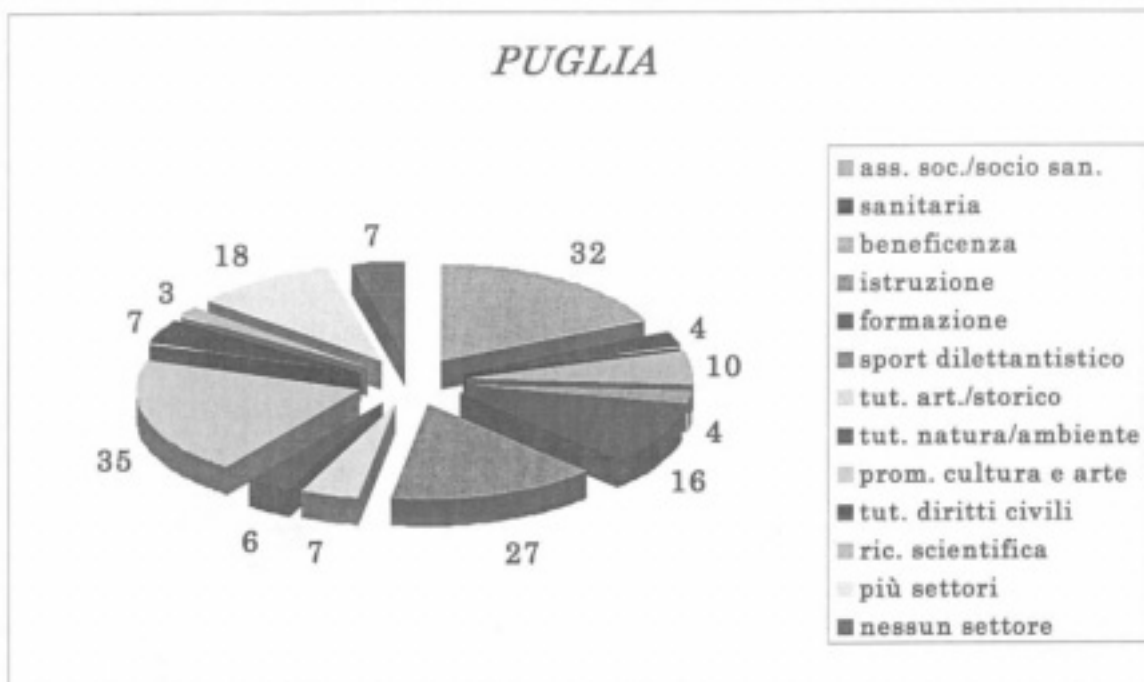 PUGLIA
32
4
10
4
16
27
7
6
35
7
3
18
7
ass. soc./socio san.
sanitaria
beneficenza
istruzione
formazione
sport dilettantistico
tut. art./storico
tut. natura/ambiente
prom. cultura e arte
tut. diritti civili
ric. scientifica
più settori
nessun settore